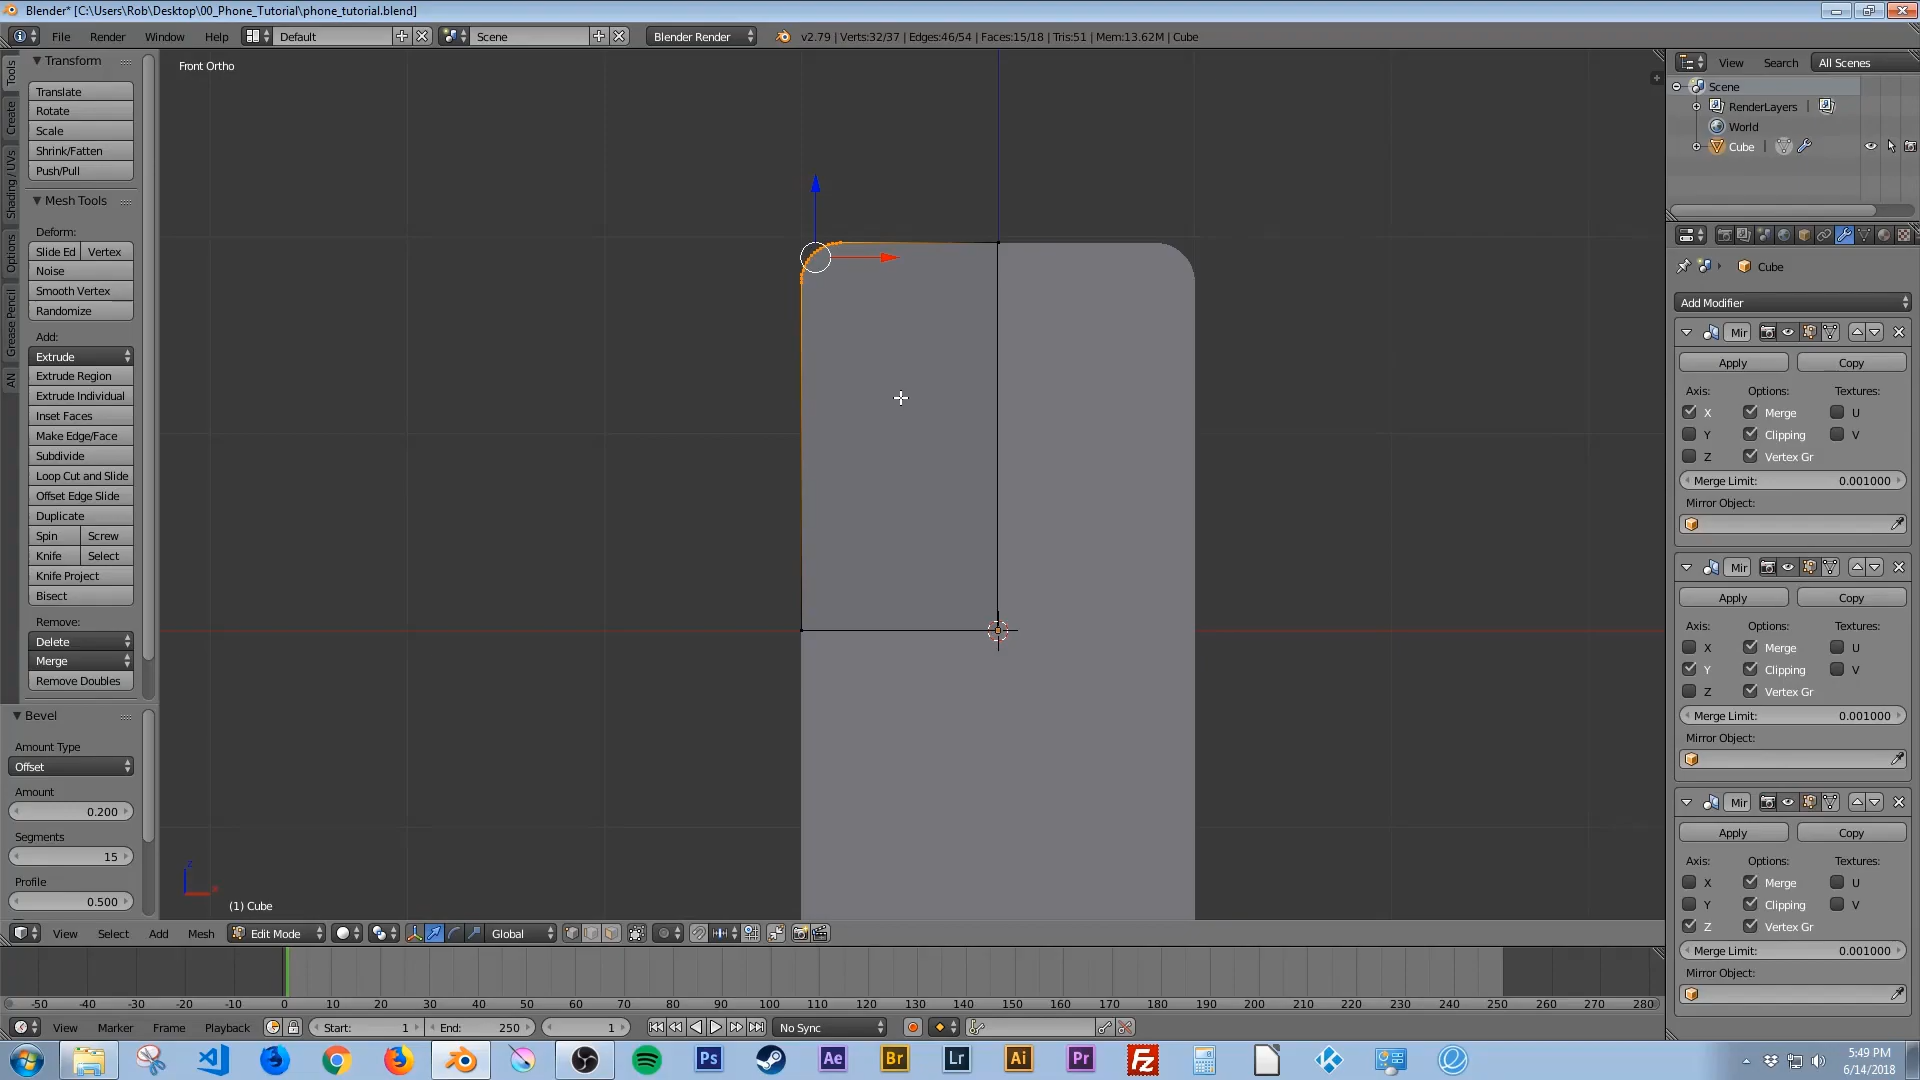 Blender* [C:\Users\Rob\Desktop\00_Phone_Tutorial\phone_tutorial.blend]
File Render Window Help Default Scene Blender Render v2.79 | Verts:32/37 | Edges:46/54 | Faces:15/18 | Tris:51 | Mem:13.62M | Cube
Tools
Create
Shading / UVs
Options
Grease Pencil
AN
Transform
Translate
Rotate
Scale
Shrink/Fatten
Push/Pull
Mesh Tools
Deform:
Slide Ed Vertex
Noise
Smooth Vertex
Randomize
Add:
Extrude
Extrude Region
Extrude Individual
Inset Faces
Make Edge/Face
Subdivide
Loop Cut and Slide
Offset Edge Slide
Duplicate
Spin Screw
Knife Select
Knife Project
Bisect
Remove:
Delete
Merge
Remove Doubles
Bevel
Amount Type
Offset
Amount
0.200
Segments
15
Profile
0.500
Front Ortho
z
x
(1) Cube
View Search All Scenes
Scene
RenderLayers
World
Cube
Cube
Add Modifier
Mir
Apply Copy
Axis: Options: Textures:
X Merge U
Y Clipping V
Z Vertex Gr
Merge Limit: 0.001000
Mirror Object:
Mir
Apply Copy
Axis: Options: Textures:
X Merge U
Y Clipping V
Z Vertex Gr
Merge Limit: 0.001000
Mirror Object:
Mir
Apply Copy
Axis: Options: Textures:
X Merge U
Y Clipping V
Z Vertex Gr
Merge Limit: 0.001000
Mirror Object:
View Select Add Mesh Edit Mode Global
-50 -40 -30 -20 -10 0 10 20 30 40 50 60 70 80 90 100 110 120 130 140 150 160 170 180 190 200 210 220 230 240 250 260 270 280
View Marker Frame Playback Start: 1 End: 250 1 No Sync
Ps Ae Br Lr Ai Pr Fz
5:49 PM
6/14/2018